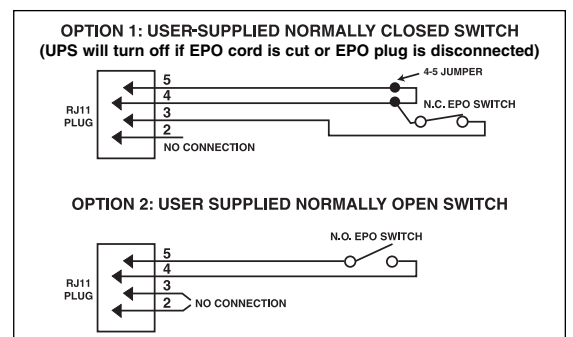 OPTION 1: USER-SUPPLIED NORMALLY CLOSED SWITCH
(UPS will turn off if EPO cord is cut or EPO plug is disconnected)
4-5 JUMPER
5
4
N.C. EPO SWITCH
RJ11
PLUG
3
2
NO CONNECTION
OPTION 2: USER SUPPLIED NORMALLY OPEN SWITCH
N.O. EPO SWITCH
5
4
RJ11
PLUG
3
2
NO CONNECTION